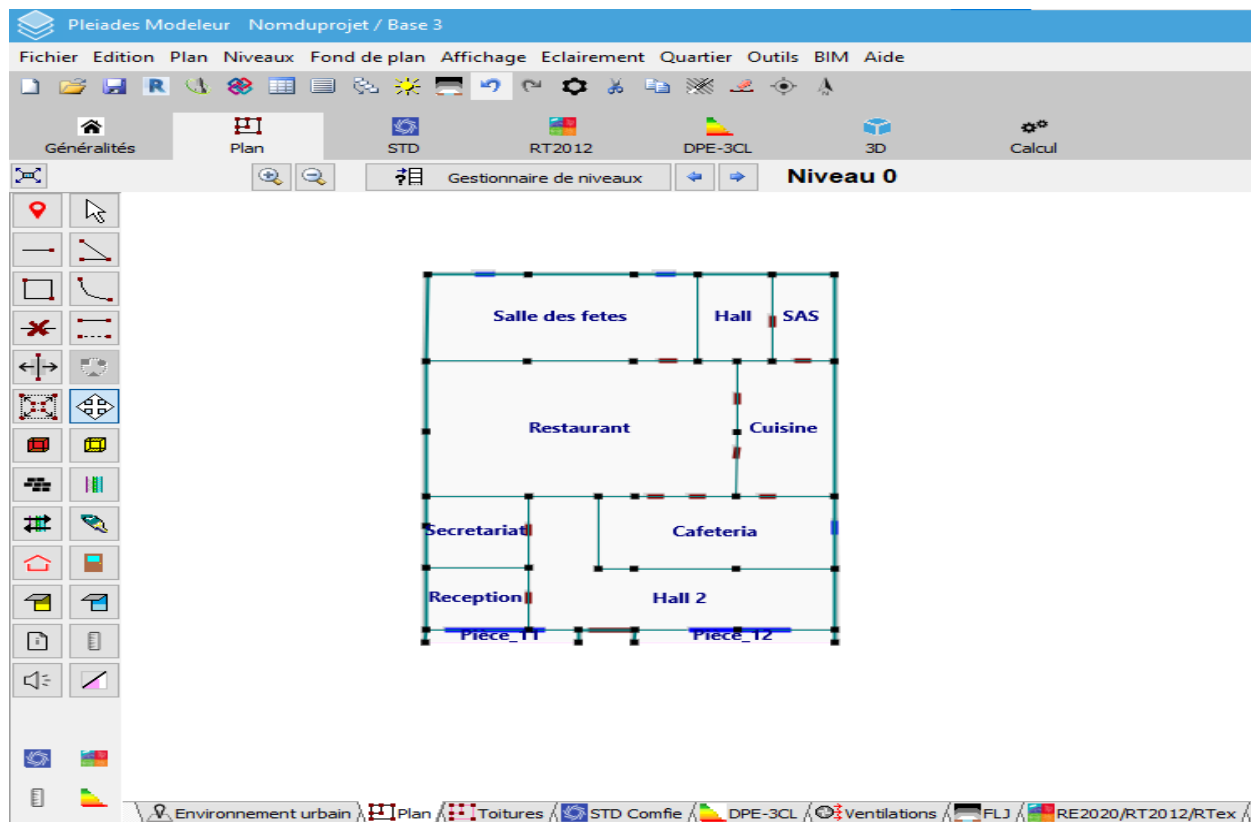 Pleiades Modeleur Nomduprojet / Base 3
Fichier Edition Plan Niveaux Fond de plan Affichage Eclairement Quartier Outils BIM Aide
R
Généralités Plan STD RT2012 DPE-3CL 3D Calcul
Gestionnaire de niveaux Niveau 0
Salle des fetes Hall SAS
Restaurant Cuisine
Secretariat Cafeteria
Reception Hall 2
Pièce_11 Pièce_12
Environnement urbain Plan Toitures STD Comfie DPE-3CL Ventilations FLJ RE2020/RT2012/RTex